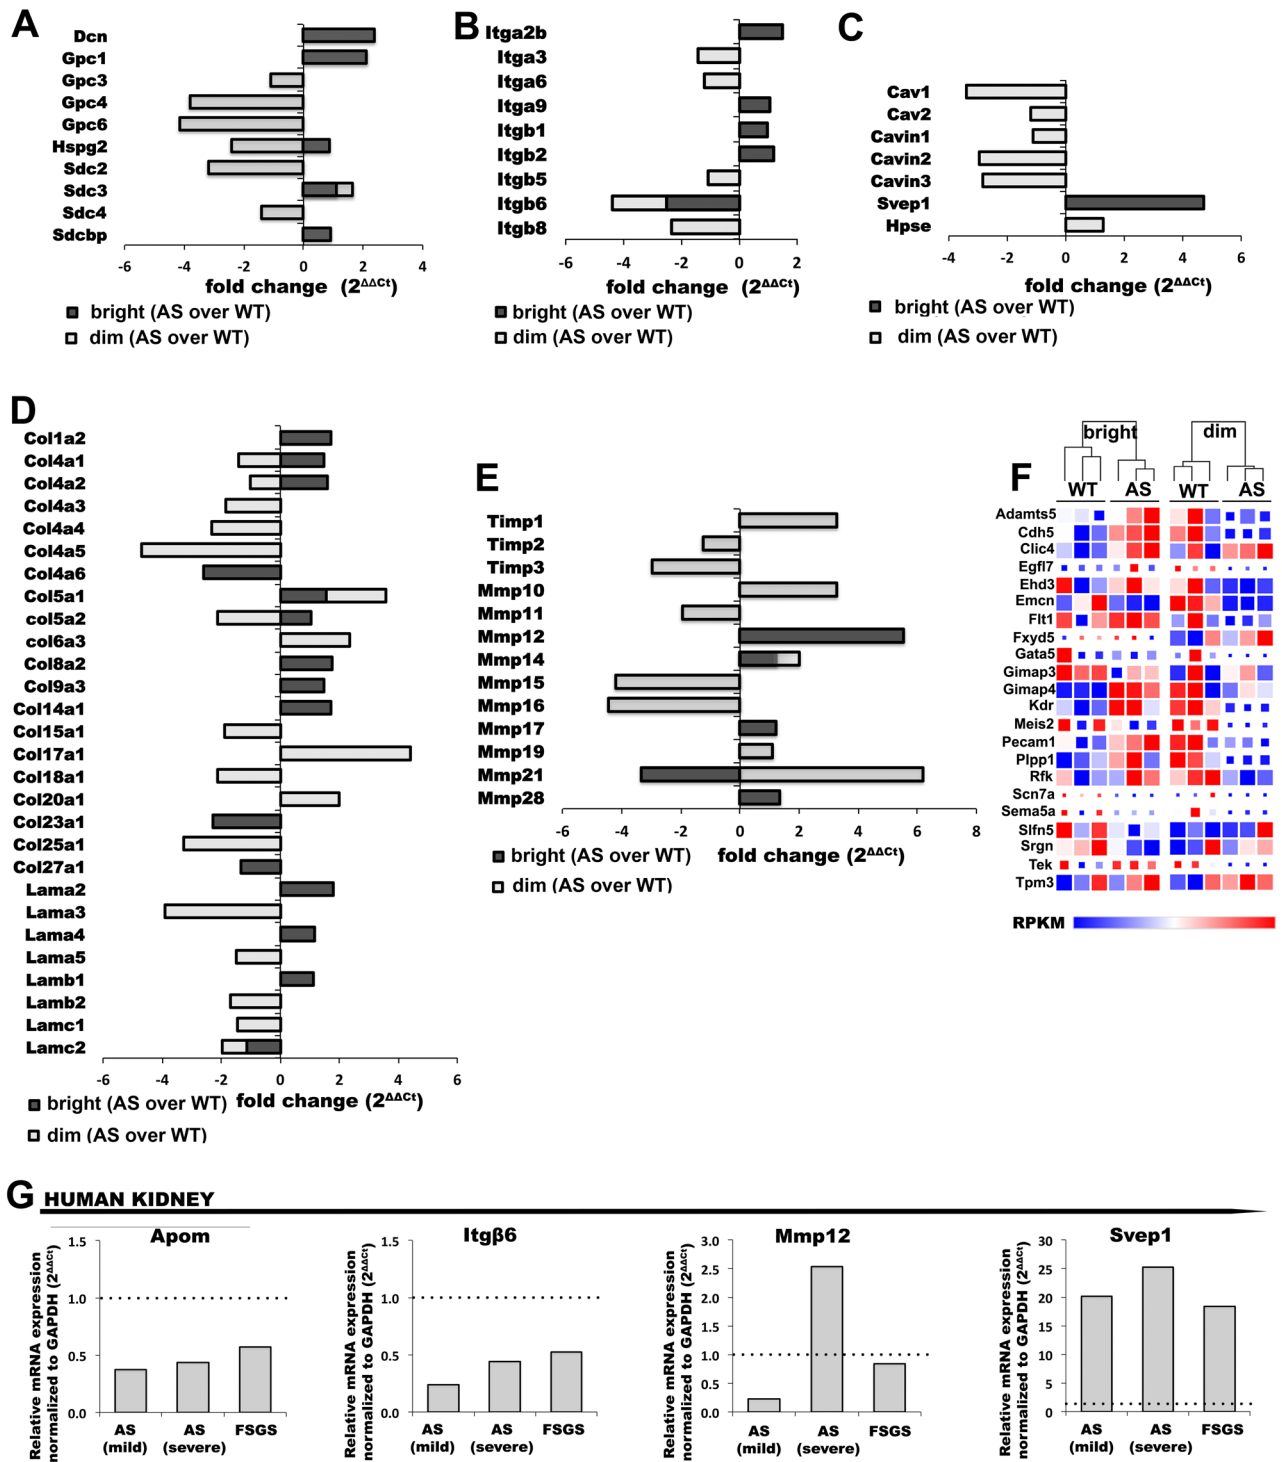 A
Dcn
Gpc1
Gpc3
Gpc4
Gpc6
Hspg2
Sdc2
Sdc3
Sdc4
Sdcbp
-6 -4 -2 0 2 4
fold change (2ΔΔCt)
bright (AS over WT)
dim (AS over WT)
B
Itga2b
Itga3
Itga6
Itga9
Itgb1
Itgb2
Itgb5
Itgb6
Itgb8
-6 -4 -2 0 2
fold change (2ΔΔCt)
bright (AS over WT)
dim (AS over WT)
C
Cav1
Cav2
Cavin1
Cavin2
Cavin3
Svep1
Hpse
-4 -2 0 2 4 6
fold change (2ΔΔCt)
bright (AS over WT)
dim (AS over WT)
D
Col1a2
Col4a1
Col4a2
Col4a3
Col4a4
Col4a5
Col4a6
Col5a1
col5a2
col6a3
Col8a2
Col9a3
Col14a1
Col15a1
Col17a1
Col18a1
Col20a1
Col23a1
Col25a1
Col27a1
Lama2
Lama3
Lama4
Lama5
Lamb1
Lamb2
Lamc1
Lamc2
-6 -4 -2 0 2 4 6
bright (AS over WT) fold change (2ΔΔCt)
dim (AS over WT)
E
Timp1
Timp2
Timp3
Mmp10
Mmp11
Mmp12
Mmp14
Mmp15
Mmp16
Mmp17
Mmp19
Mmp21
Mmp28
-6 -4 -2 0 2 4 6 8
bright (AS over WT) fold change (2ΔΔCt)
dim (AS over WT)
F
bright dim
WT AS WT AS
Adamts5
Cdh5
Clic4
Egfl7
Ehd3
Emcn
Flt1
Fxyd5
Gata5
Gimap3
Gimap4
Kdr
Meis2
Pecam1
Plpp1
Rfk
Scn7a
Sema5a
Slfn5
Srgn
Tek
Tpm3
RPKM
G HUMAN KIDNEY
Apom
Relative mRNA expression
normalized to GAPDH (2ΔΔCt)
1.5
1.0
0.5
0.0
AS (mild) AS (severe) FSGS
Itgβ6
Relative mRNA expression
normalized to GAPDH (2ΔΔCt)
1.5
1.0
0.5
0.0
AS (mild) AS (severe) FSGS
Mmp12
Relative mRNA expression
normalized to GAPDH (2ΔΔCt)
3.0
2.5
2.0
1.5
1.0
0.5
0.0
AS (mild) AS (severe) FSGS
Svep1
Relative mRNA expression
normalized to GAPDH (2ΔΔCt)
30
25
20
15
10
5
0
AS (mild) AS (severe) FSGS